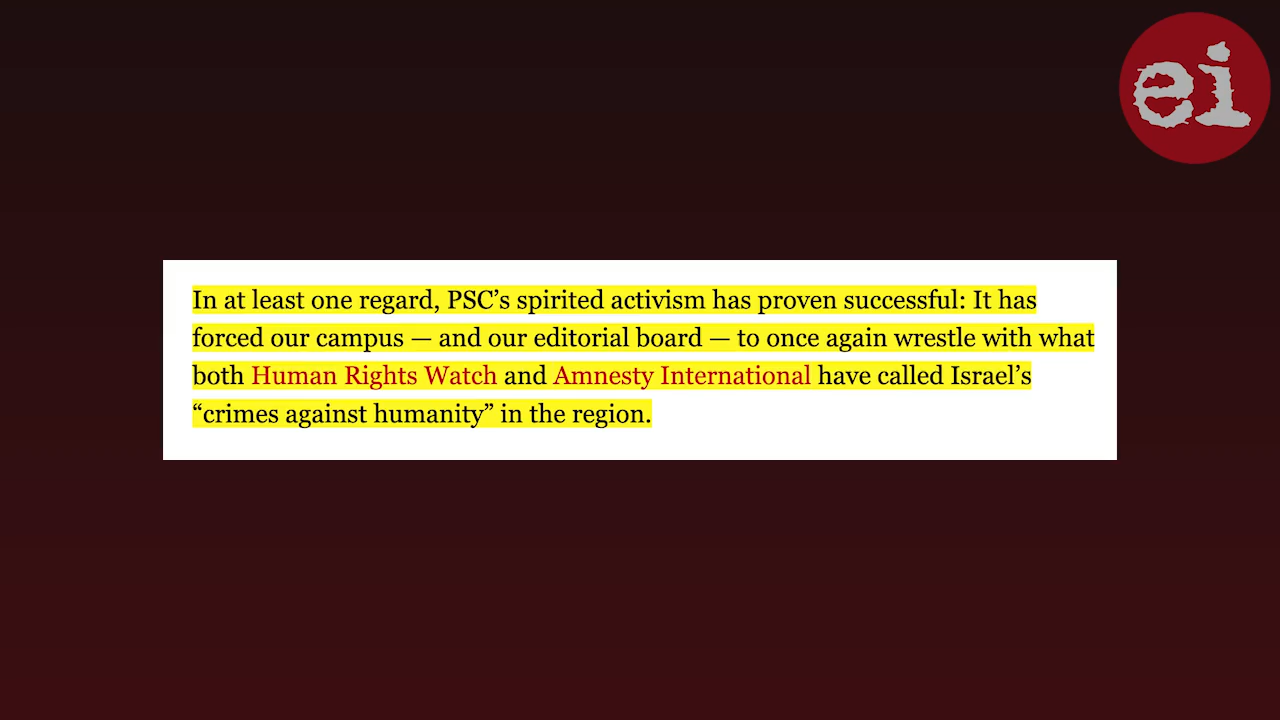 ei
In at least one regard, PSC’s spirited activism has proven successful: It has
forced our campus — and our editorial board — to once again wrestle with what
both Human Rights Watch and Amnesty International have called Israel’s
“crimes against humanity” in the region.